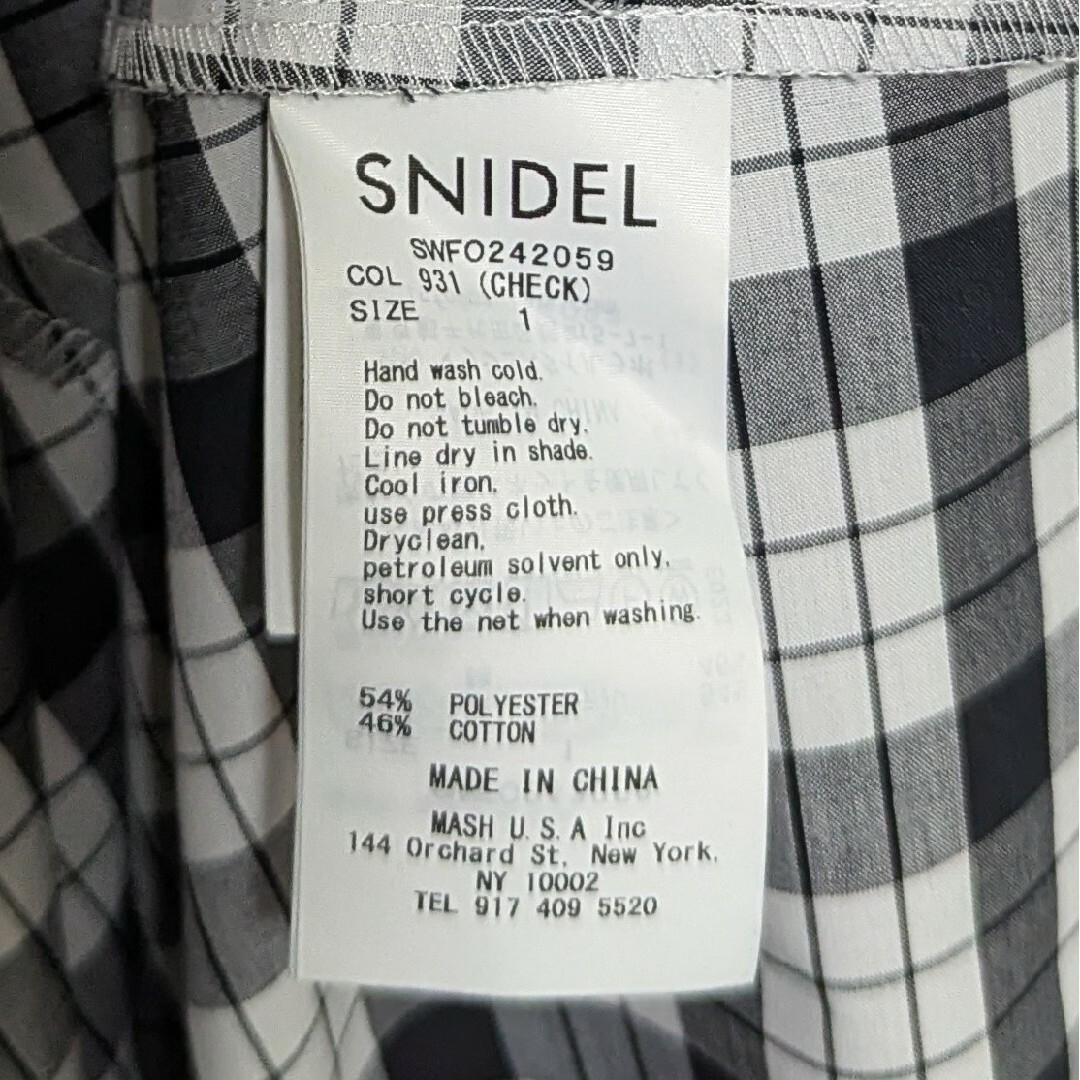 SNIDEL
SWFO242059
COL 931 (CHECK)
SIZE 1
Hand wash cold.
Do not bleach.
Do not tumble dry.
Line dry in shade.
Cool iron.
use press cloth.
Dryclean,
petroleum solvent only,
short cycle.
Use the net when washing.
54% POLYESTER
46% COTTON
MADE IN CHINA
MASH U.S.A Inc
144 Orchard St, New York,
NY 10002
TEL 917 409 5520